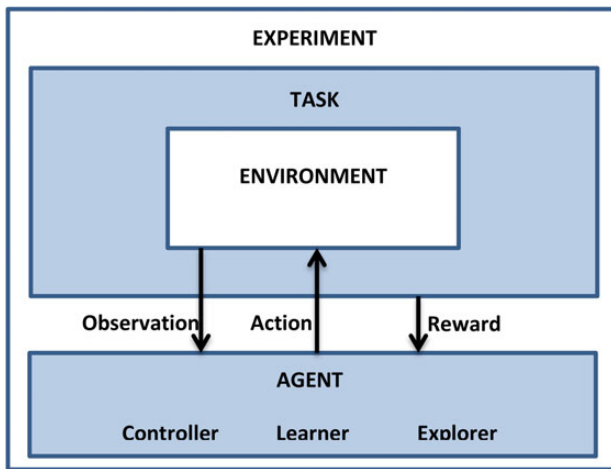 EXPERIMENT
TASK
ENVIRONMENT
Observation Action Reward
AGENT
Controller Learner Explorer